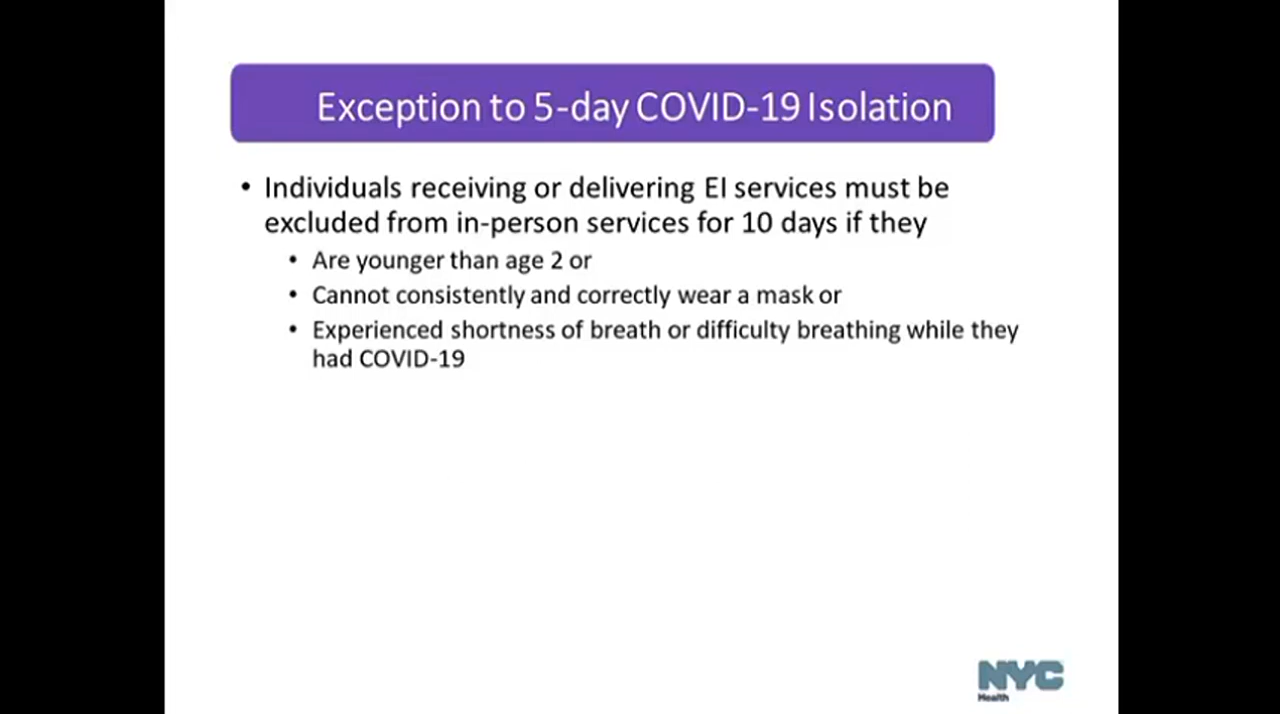 Exception to 5-day COVID-19 Isolation
• Individuals receiving or delivering EI services must be
excluded from in-person services for 10 days if they
• Are younger than age 2 or
• Cannot consistently and correctly wear a mask or
• Experienced shortness of breath or difficulty breathing while they
had COVID-19
NYC
Health